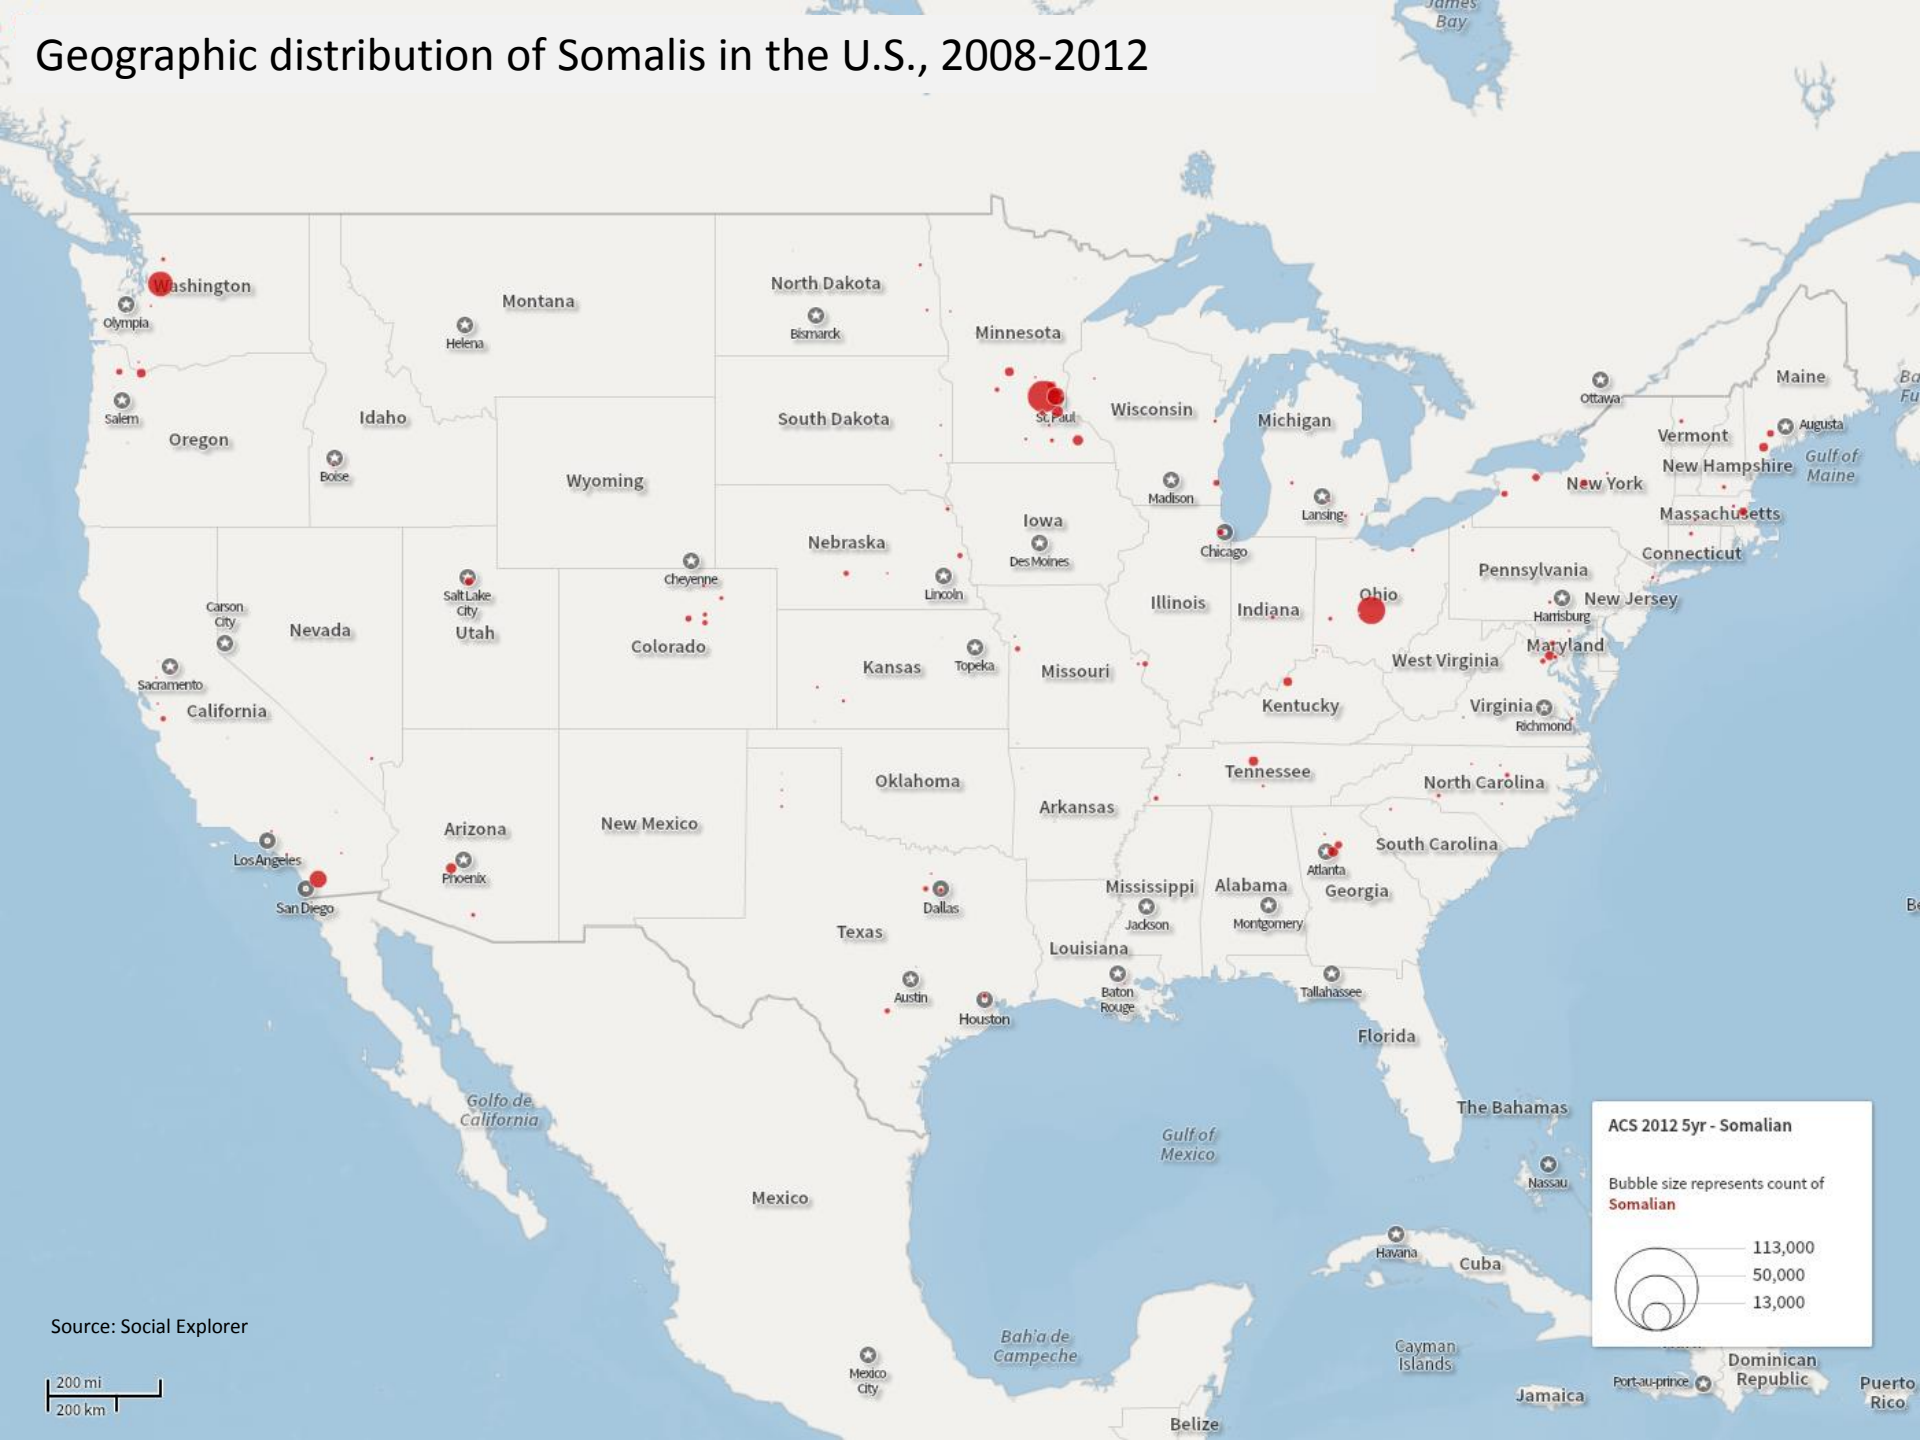 James
Bay
Geographic distribution of Somalis in the U.S., 2008-2012
Washington
Olympia
Montana
Helena
North Dakota
Bismarck
Minnesota
St. Paul
Wisconsin
Michigan
Ottawa
Maine
Augusta
Vermont
Gulf of
Maine
New Hampshire
Salem
Oregon
Idaho
Boise
South Dakota
Wyoming
Madison
Lansing
New York
Massachusetts
Connecticut
Iowa
Des Moines
Chicago
Nebraska
Lincoln
Cheyenne
Salt Lake
City
Utah
Carson
City
Nevada
Sacramento
California
Colorado
Kansas
Topeka
Missouri
Illinois
Indiana
Ohio
Pennsylvania
Harrisburg
New Jersey
Maryland
West Virginia
Virginia
Richmond
Kentucky
Tennessee
North Carolina
Oklahoma
Arkansas
New Mexico
Arizona
Phoenix
Los Angeles
San Diego
South Carolina
Atlanta
Georgia
Mississippi
Jackson
Alabama
Montgomery
Dallas
Texas
Louisiana
Austin
Houston
Baton
Rouge
Tallahassee
Florida
Golfo de
California
Gulf of
Mexico
The Bahamas
Nassau
Mexico
Havana
Cuba
ACS 2012 5yr - Somalian
Bubble size represents count of
Somalian
113,000
50,000
13,000
Source: Social Explorer
Bahía de
Campeche
Cayman
Islands
Mexico
City
Dominican
Republic
Port-au-prince
Jamaica
Puerto
Rico
Belize
200 mi
200 km